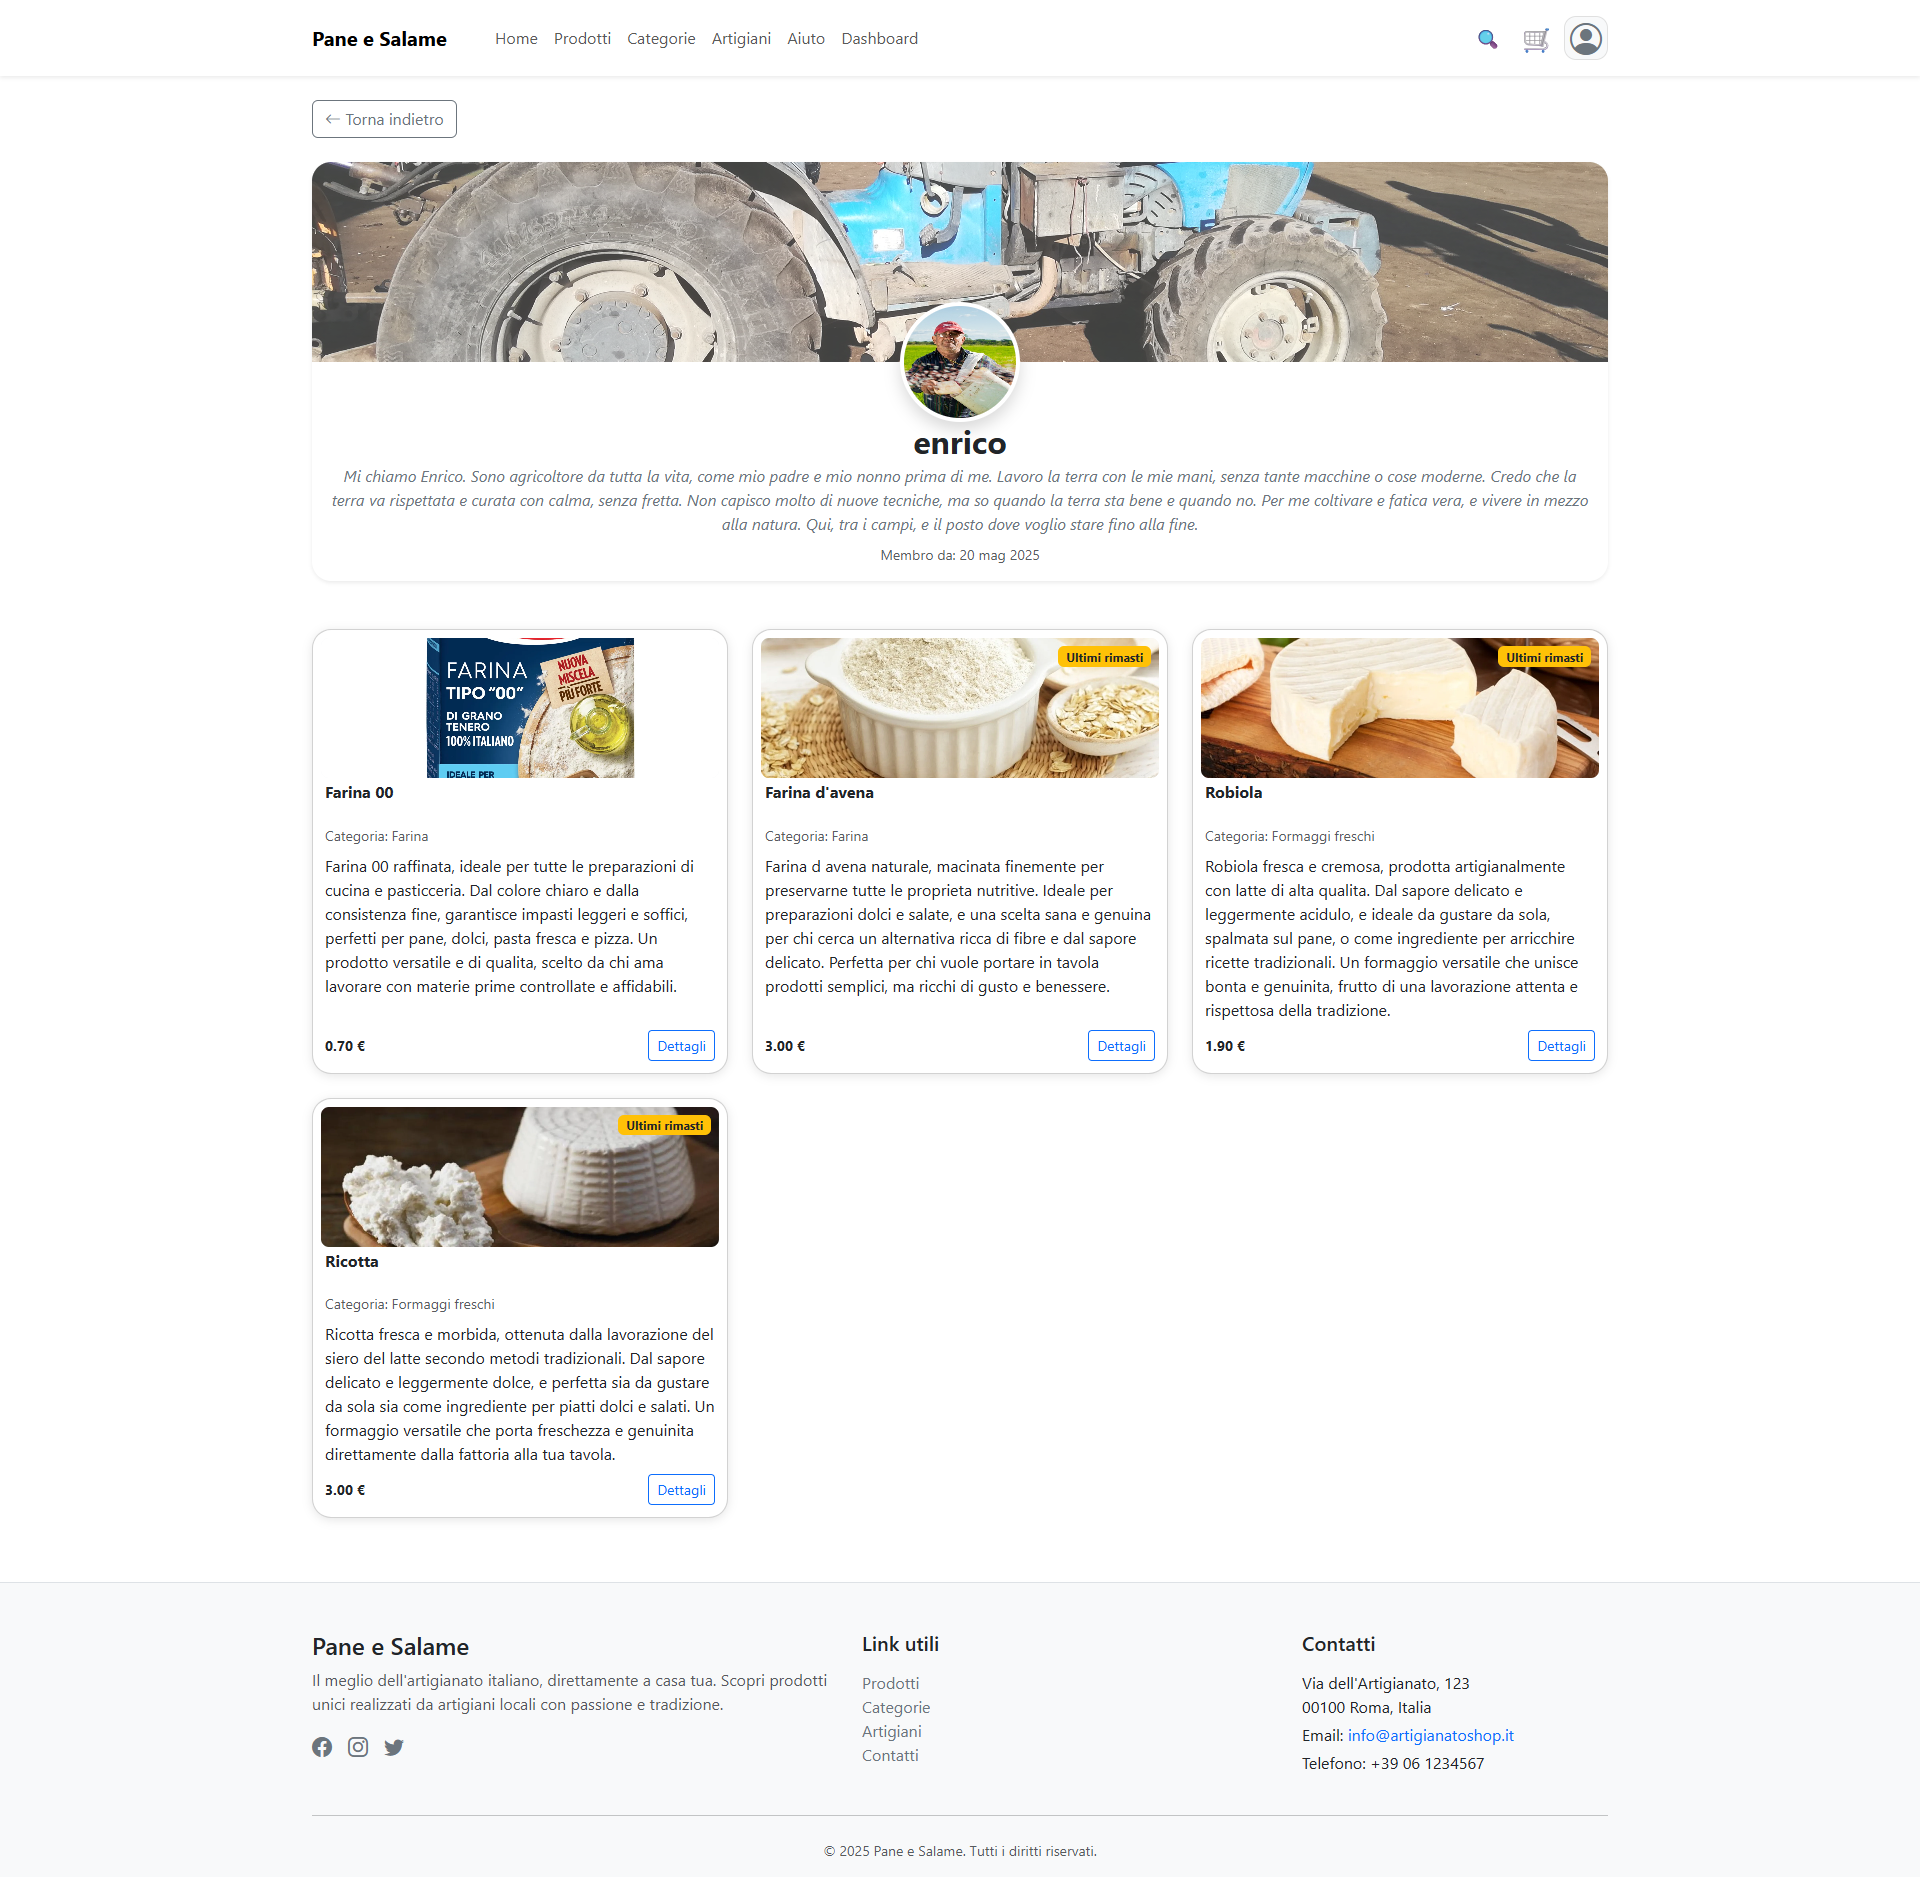 Pane e Salame
Home Prodotti Categorie Artigiani Aiuto Dashboard
← Torna indietro
enrico
Mi chiamo Enrico. Sono agricoltore da tutta la vita, come mio padre e mio nonno prima di me. Lavoro la terra con le mie mani, senza tante macchine o cose moderne. Credo che la
terra va rispettata e curata con calma, senza fretta. Non capisco molto di nuove tecniche, ma so quando la terra sta bene e quando no. Per me coltivare e fatica vera, e vivere in mezzo
alla natura. Qui, tra i campi, e il posto dove voglio stare fino alla fine.
Membro da: 20 mag 2025
FARINA
TIPO "00"
DI GRANO
TENERO
100% ITALIANO
IDEALE PER
NUOVA
MISCELA
PIÙ FORTE
Farina 00
Categoria: Farina
Farina 00 raffinata, ideale per tutte le preparazioni di
cucina e pasticceria. Dal colore chiaro e dalla
consistenza fine, garantisce impasti leggeri e soffici,
perfetti per pane, dolci, pasta fresca e pizza. Un
prodotto versatile e di qualita, scelto da chi ama
lavorare con materie prime controllate e affidabili.
0.70 €
Dettagli
Ultimi rimasti
Farina d'avena
Categoria: Farina
Farina d avena naturale, macinata finemente per
preservarne tutte le proprieta nutritive. Ideale per
preparazioni dolci e salate, e una scelta sana e genuina
per chi cerca un alternativa ricca di fibre e dal sapore
delicato. Perfetta per chi vuole portare in tavola
prodotti semplici, ma ricchi di gusto e benessere.
3.00 €
Dettagli
Ultimi rimasti
Robiola
Categoria: Formaggi freschi
Robiola fresca e cremosa, prodotta artigianalmente
con latte di alta qualita. Dal sapore delicato e
leggermente acidulo, e ideale da gustare da sola,
spalmata sul pane, o come ingrediente per arricchire
ricette tradizionali. Un formaggio versatile che unisce
bonta e genuinita, frutto di una lavorazione attenta e
rispettosa della tradizione.
1.90 €
Dettagli
Ultimi rimasti
Ricotta
Categoria: Formaggi freschi
Ricotta fresca e morbida, ottenuta dalla lavorazione del
siero del latte secondo metodi tradizionali. Dal sapore
delicato e leggermente dolce, e perfetta sia da gustare
da sola sia come ingrediente per piatti dolci e salati. Un
formaggio versatile che porta freschezza e genuinita
direttamente dalla fattoria alla tua tavola.
3.00 €
Dettagli
Pane e Salame
Il meglio dell'artigianato italiano, direttamente a casa tua. Scopri prodotti
unici realizzati da artigiani locali con passione e tradizione.
Link utili
Prodotti
Categorie
Artigiani
Contatti
Contatti
Via dell'Artigianato, 123
00100 Roma, Italia
Email: info@artigianatoshop.it
Telefono: +39 06 1234567
© 2025 Pane e Salame. Tutti i diritti riservati.